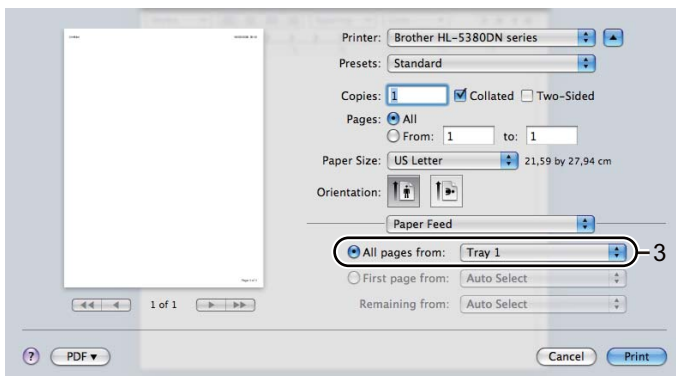 Printer: Brother HL-5380DN series
Presets: Standard
Copies: 1 Collated Two-Sided
Pages: All
From: 1 to: 1
Paper Size: US Letter 21,59 by 27,94 cm
Orientation:
Paper Feed
All pages from: Tray 1 3
First page from: Auto Select
Remaining from: Auto Select
1 of 1
? PDF Cancel Print